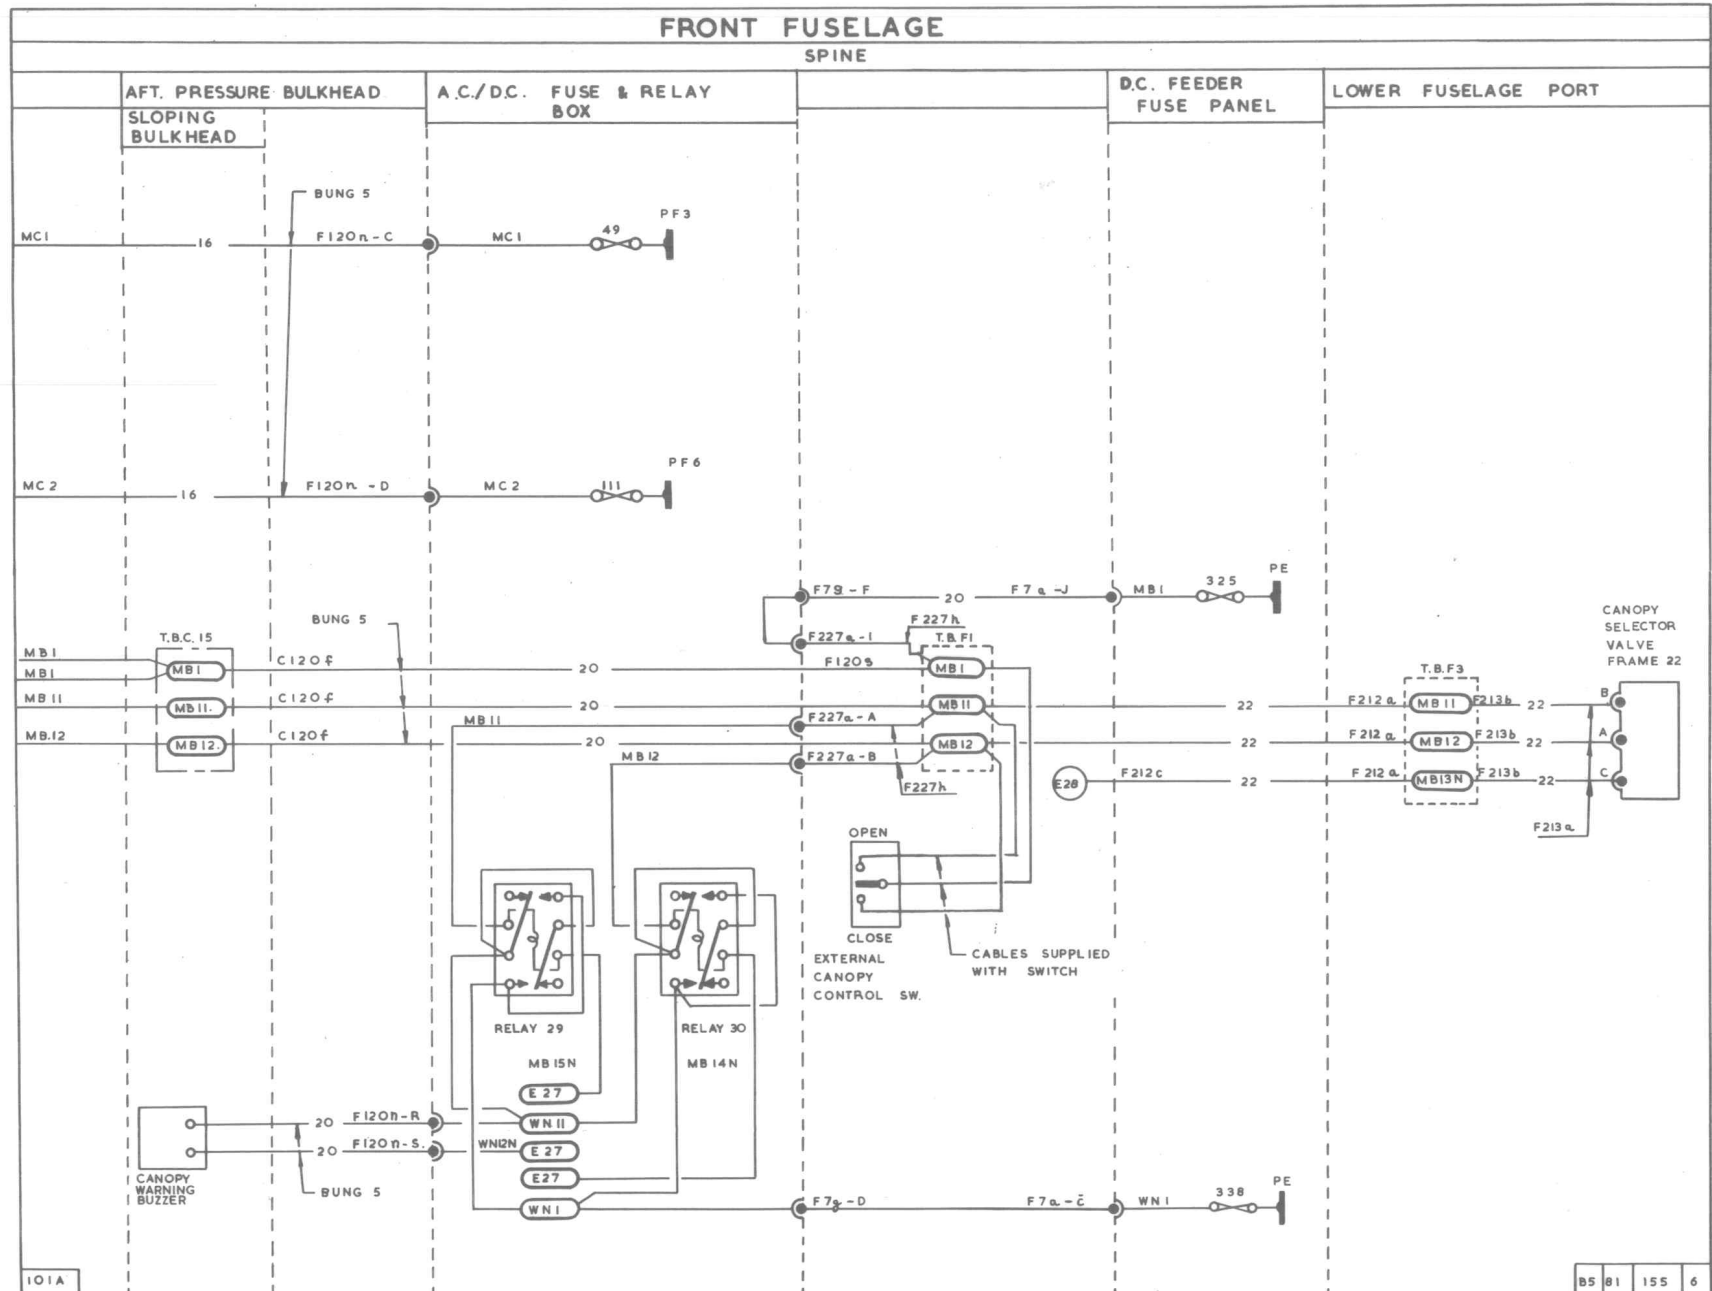 FRONT FUSELAGE
SPINE
AFT. PRESSURE BULKHEAD
A.C./D.C. FUSE & RELAY
BOX
D.C. FEEDER
FUSE PANEL
LOWER FUSELAGE PORT
SLOPING
BULKHEAD
BUNG 5
PF3
MC1
16
F120n-C
MC1
49
PF6
MC2
16
F120n-D
MC2
111
PE
F7g-F
20
F7a-J
MB1
325
BUNG 5
F227h
CANOPY
SELECTOR
VALVE
FRAME 22
T.B.C. 15
F227a-1
T.B.F1
MB1
MB1
MB1
C120f
20
F120s
MB1
T.B.F3
MB11
MB11.
C120f
20
MB11
22
F212a
MB11
F213b
22
B
MB11
F227a-A
MB.12
MB12.
C120f
20
MB12
22
F212a
MB12
F213b
22
A
MB12
F227a-B
E28
F212c
22
F212a
MB13N
F213b
22
C
F227h
F213a
OPEN
CLOSE
EXTERNAL
CANOPY
CONTROL SW.
CABLES SUPPLIED
WITH SWITCH
RELAY 29
RELAY 30
MB15N
MB14N
E 27
20
F120n-R
WN11
20
F120n-S.
WN12N
E 27
E27
CANOPY
WARNING
BUZZER
BUNG 5
WN1
F7g-D
F7a-c̄
WN1
338
PE
101A
B5 81 155 6